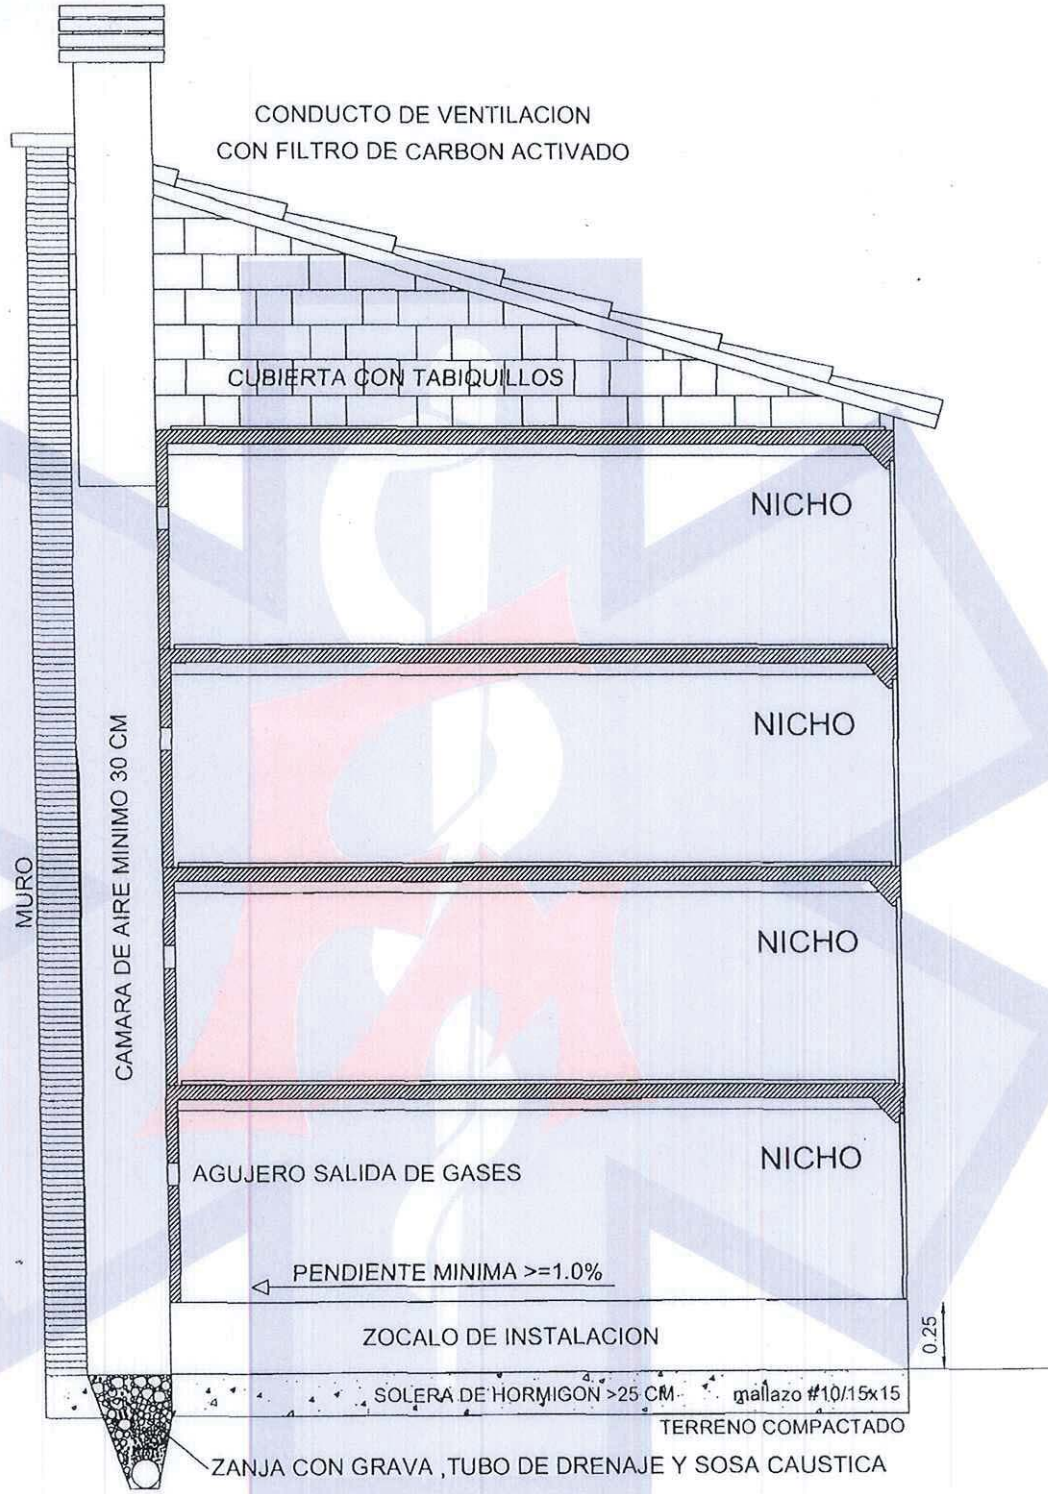 CONDUCTO DE VENTILACION
CON FILTRO DE CARBON ACTIVADO
CUBIERTA CON TABIQUILLOS
NICHO
NICHO
CAMARA DE AIRE MINIMO 30 CM
MURO
NICHO
NICHO
AGUJERO SALIDA DE GASES
PENDIENTE MINIMA >=1.0%
ZOCALO DE INSTALACION
0.25
SOLERA DE HORMIGON >25 CM
mallazo #10/15x15
TERRENO COMPACTADO
ZANJA CON GRAVA ,TUBO DE DRENAJE Y SOSA CAUSTICA